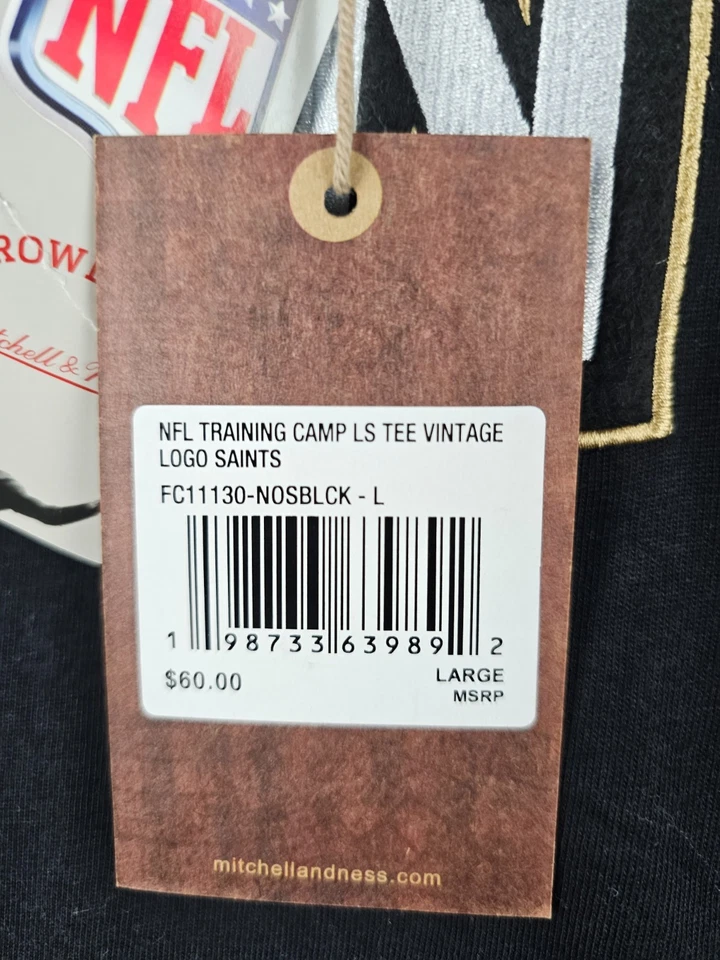 NFL
NFL TRAINING CAMP LS TEE VINTAGE
LOGO SAINTS
FC11130-NOSBLCK - L
1 98733 63989 2
$60.00
LARGE
MSRP
mitchellandness.com